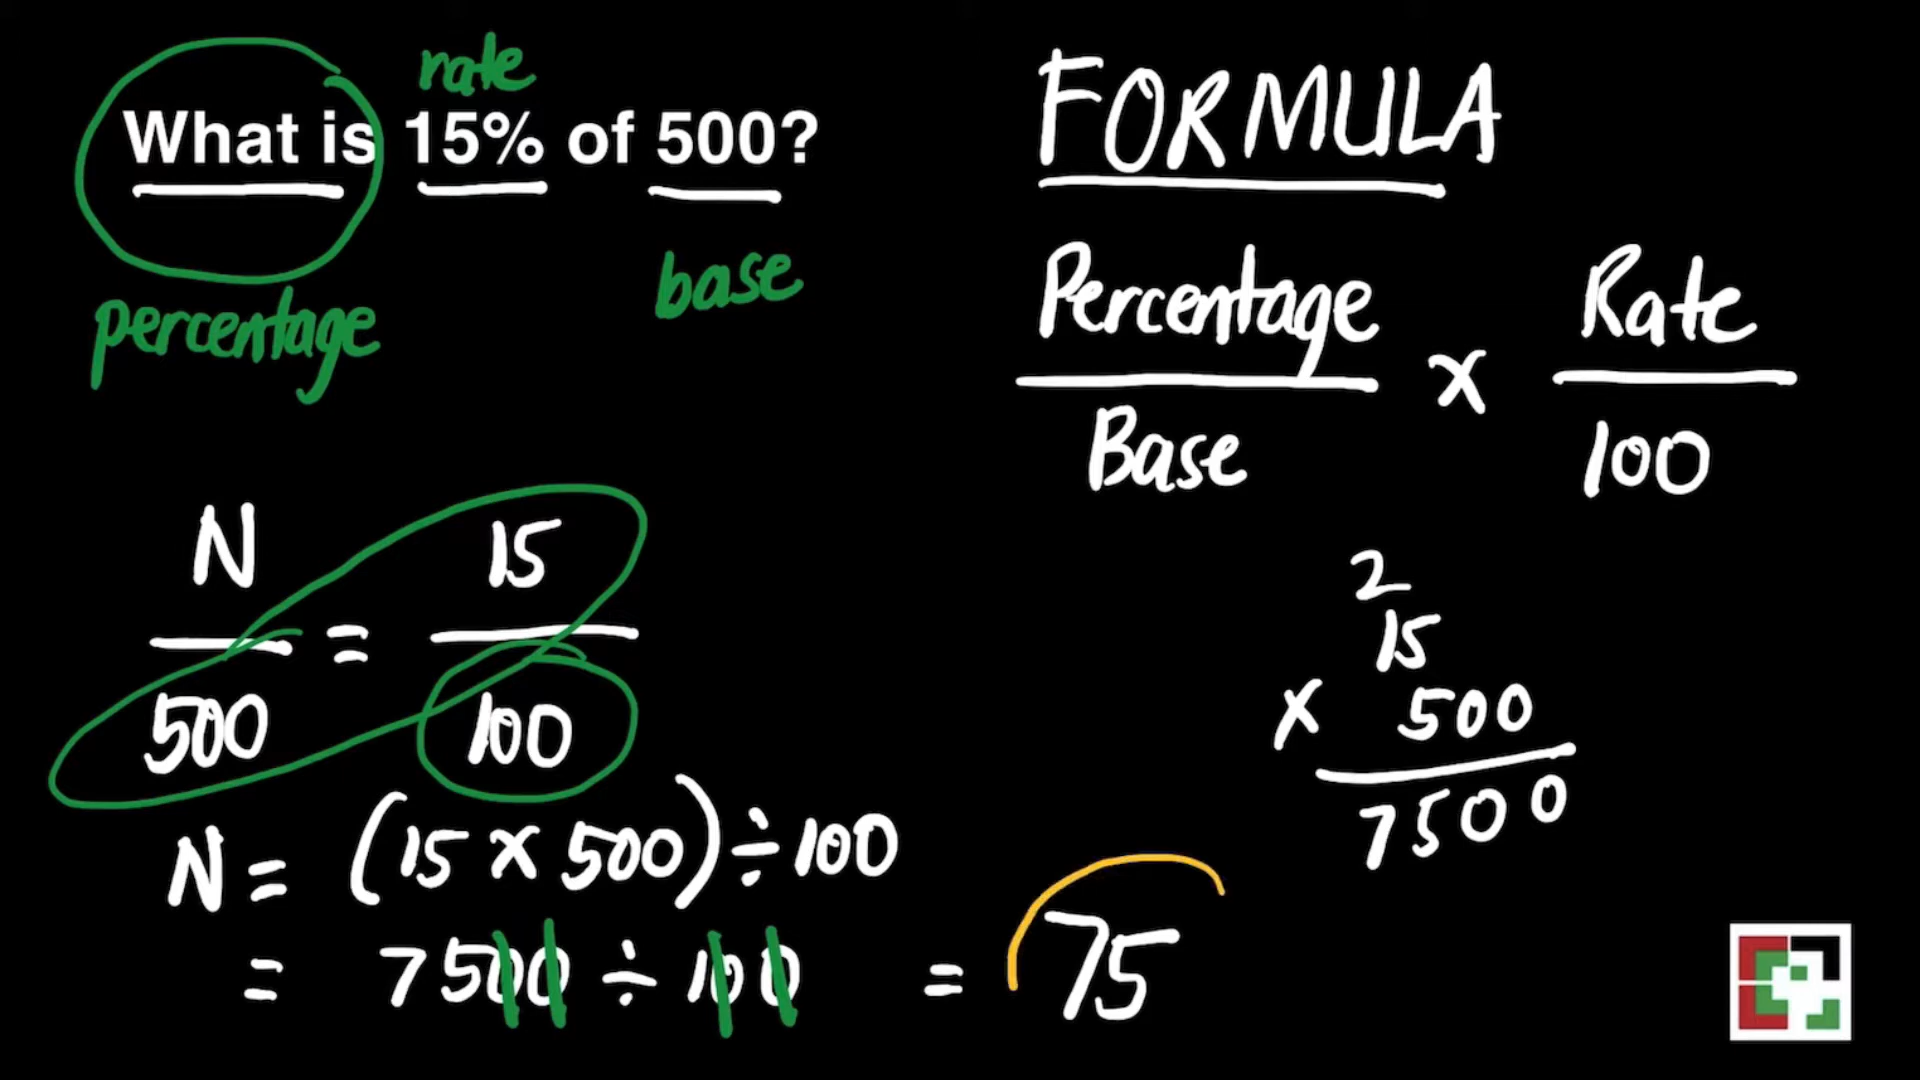 rate
What is 15% of 500?
percentage
base
FORMULA
Percentage × Rate
Base 100
N = 15
500 100
N = (15 × 500) ÷ 100
= 7500 ÷ 100 = 75
2
15
× 500
7500